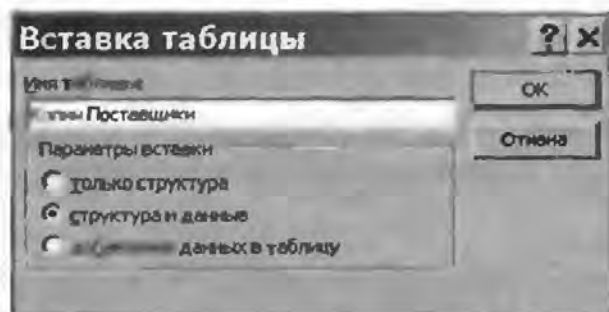 Вставка таблицы
Имя
OK
Поставщики
Отмена
Параметры вставки
только структура
структура и данные
данных в таблицу